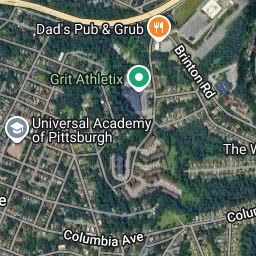 Dad's Pub & Grub
Brinton Rd
Grit Athletix
Universal Academy
of Pittsburgh
The W
e
Colu
Columbia Ave